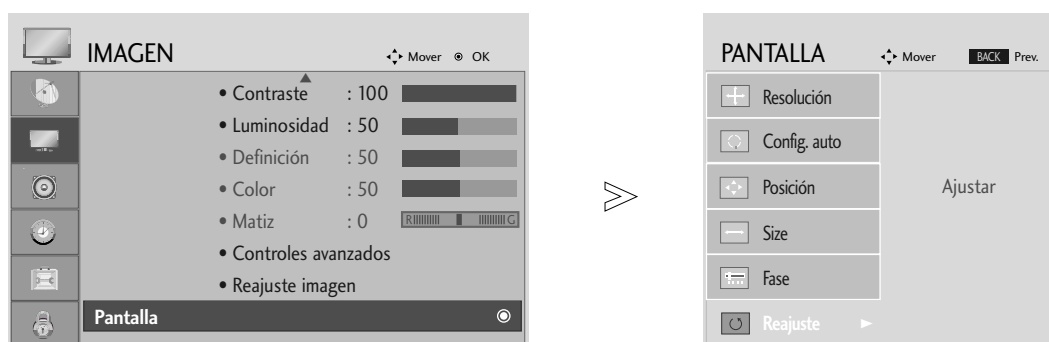 IMAGEN
Mover OK
• Contraste : 100
• Luminosidad : 50
• Definición : 50
• Color : 50
• Matiz : 0 R G
• Controles avanzados
• Reajuste imagen
Pantalla
PANTALLA
Mover BACK Prev.
Resolución
Config. auto
Posición
Size
Fase
Reajuste
Ajustar